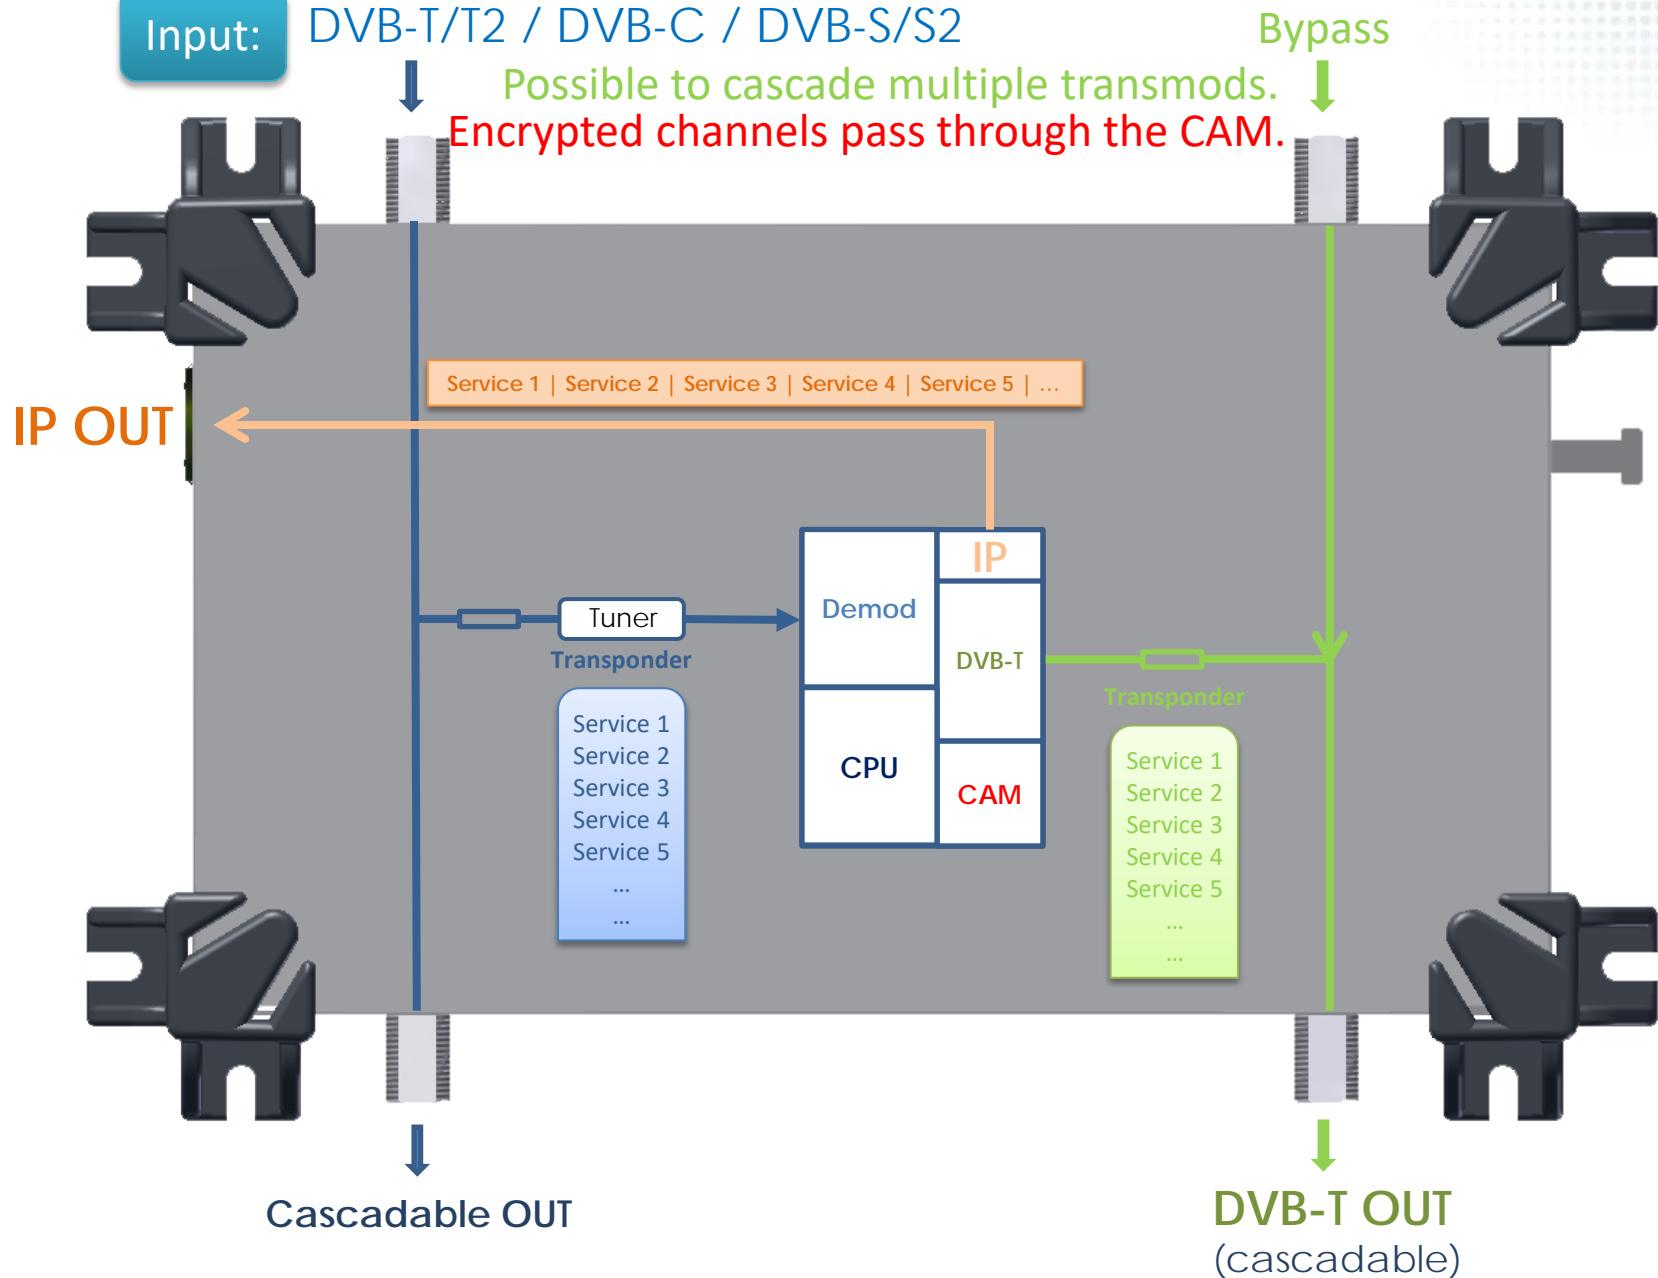 Input:
DVB-T/T2 / DVB-C / DVB-S/S2
Bypass
Possible to cascade multiple transmods.
Encrypted channels pass through the CAM.
Service 1 | Service 2 | Service 3 | Service 4 | Service 5 | ...
IP OUT
IP
Tuner
Demod
Transponder
DVB-T
Transponder
Service 1
Service 2
Service 3
Service 4
Service 5
...
...
CPU
CAM
Service 1
Service 2
Service 3
Service 4
Service 5
...
...
Cascadable OUT
DVB-T OUT
(cascadable)